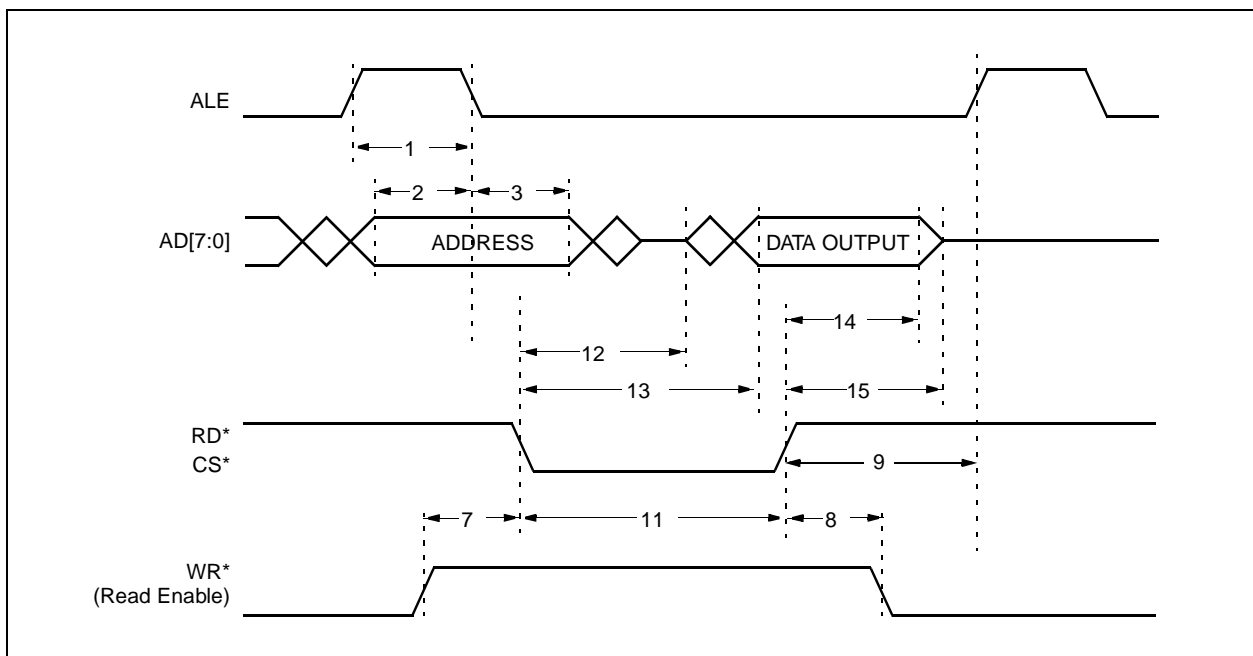 ALE
1
2
3
AD[7:0]
ADDRESS
DATA OUTPUT
14
12
13
15
RD*
CS*
9
7
11
8
WR*
(Read Enable)